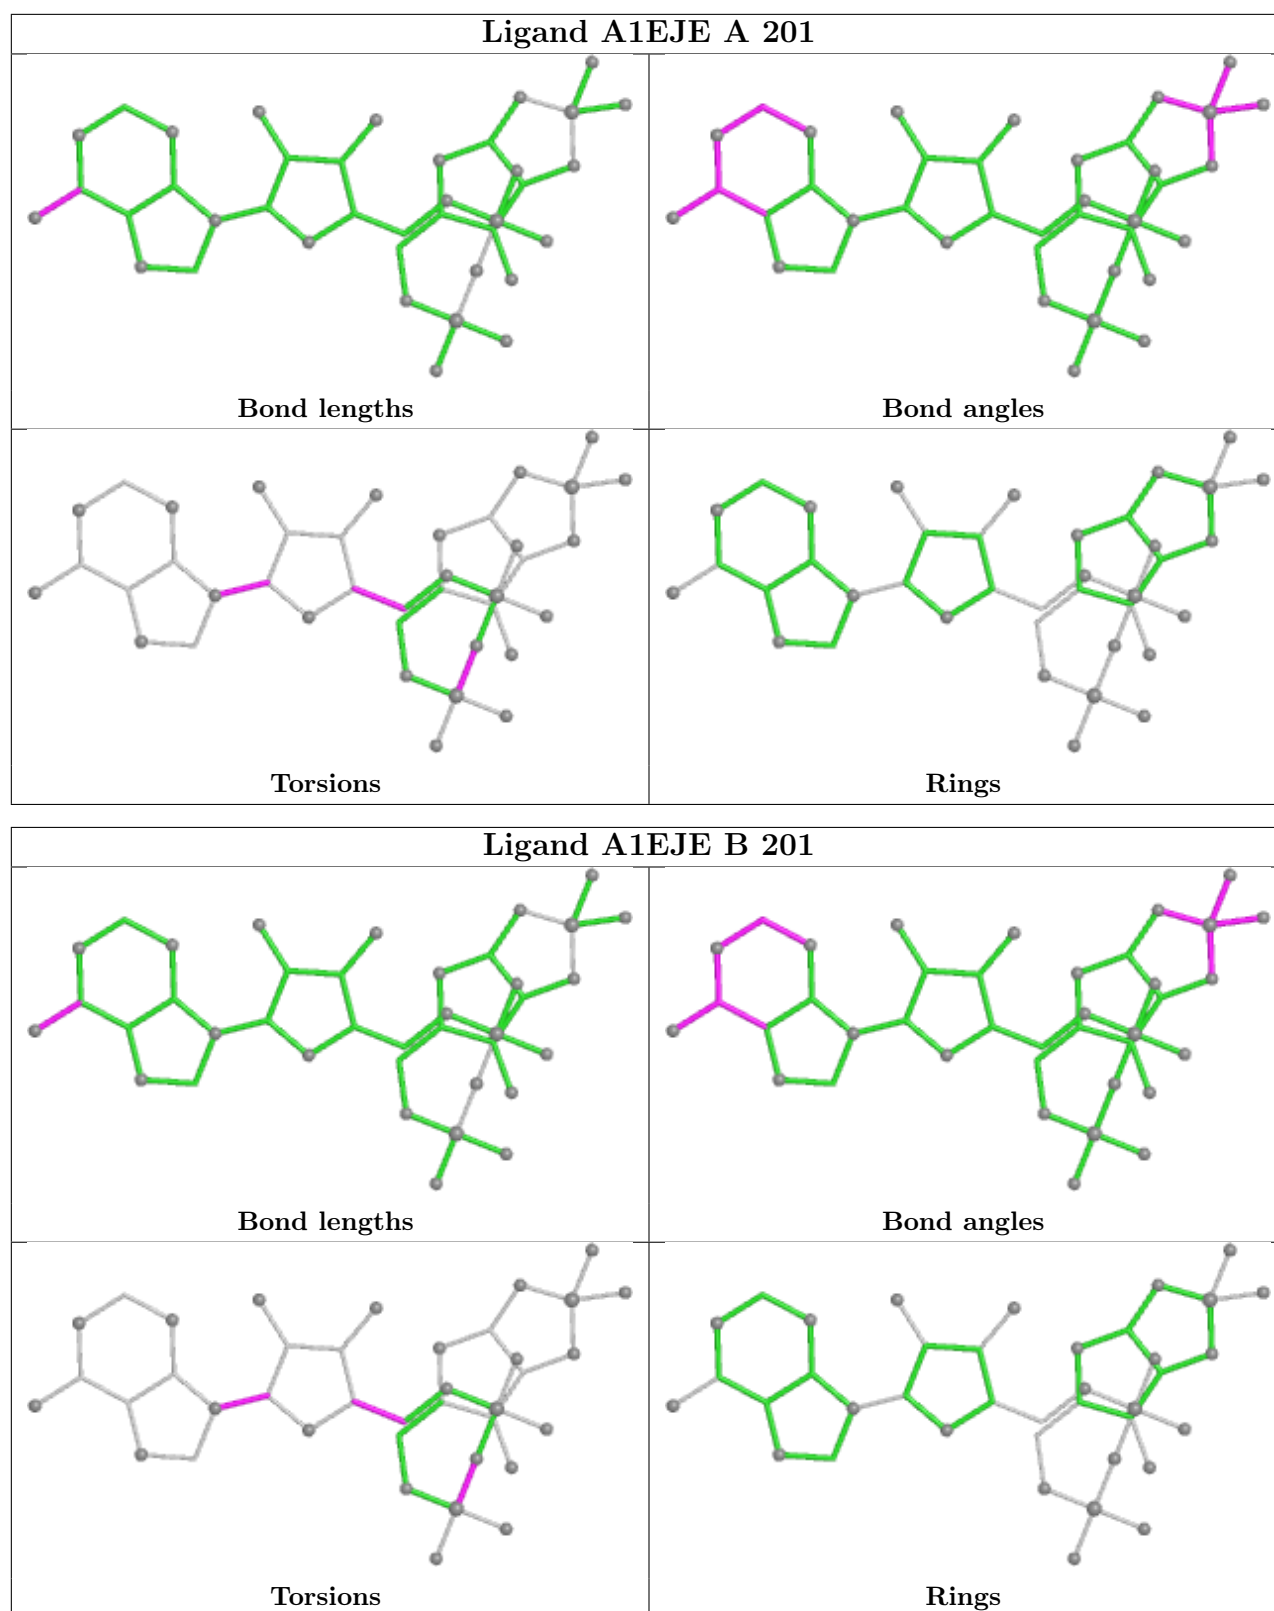 Ligand A1EJE A 201
Bond lengths
Bond angles
Torsions
Rings
Ligand A1EJE B 201
Bond lengths
Bond angles
Torsions
Rings